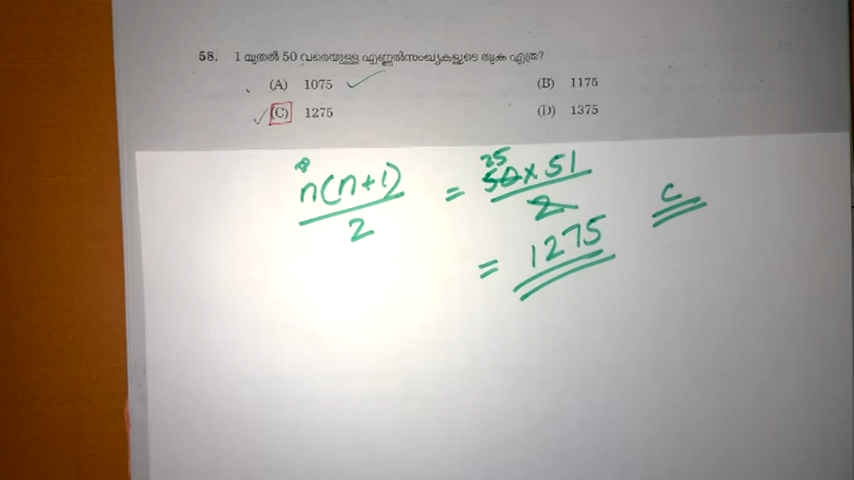 58. 1 മുതൽ 50 വരെയുള്ള എണ്ണൽസംഖ്യകളുടെ തുക എത്ര?
(A) 1075 (B) 1175
(C) 1275 (D) 1375
n(n+1)/2 = 50 25 × 51/2 C
= 1275